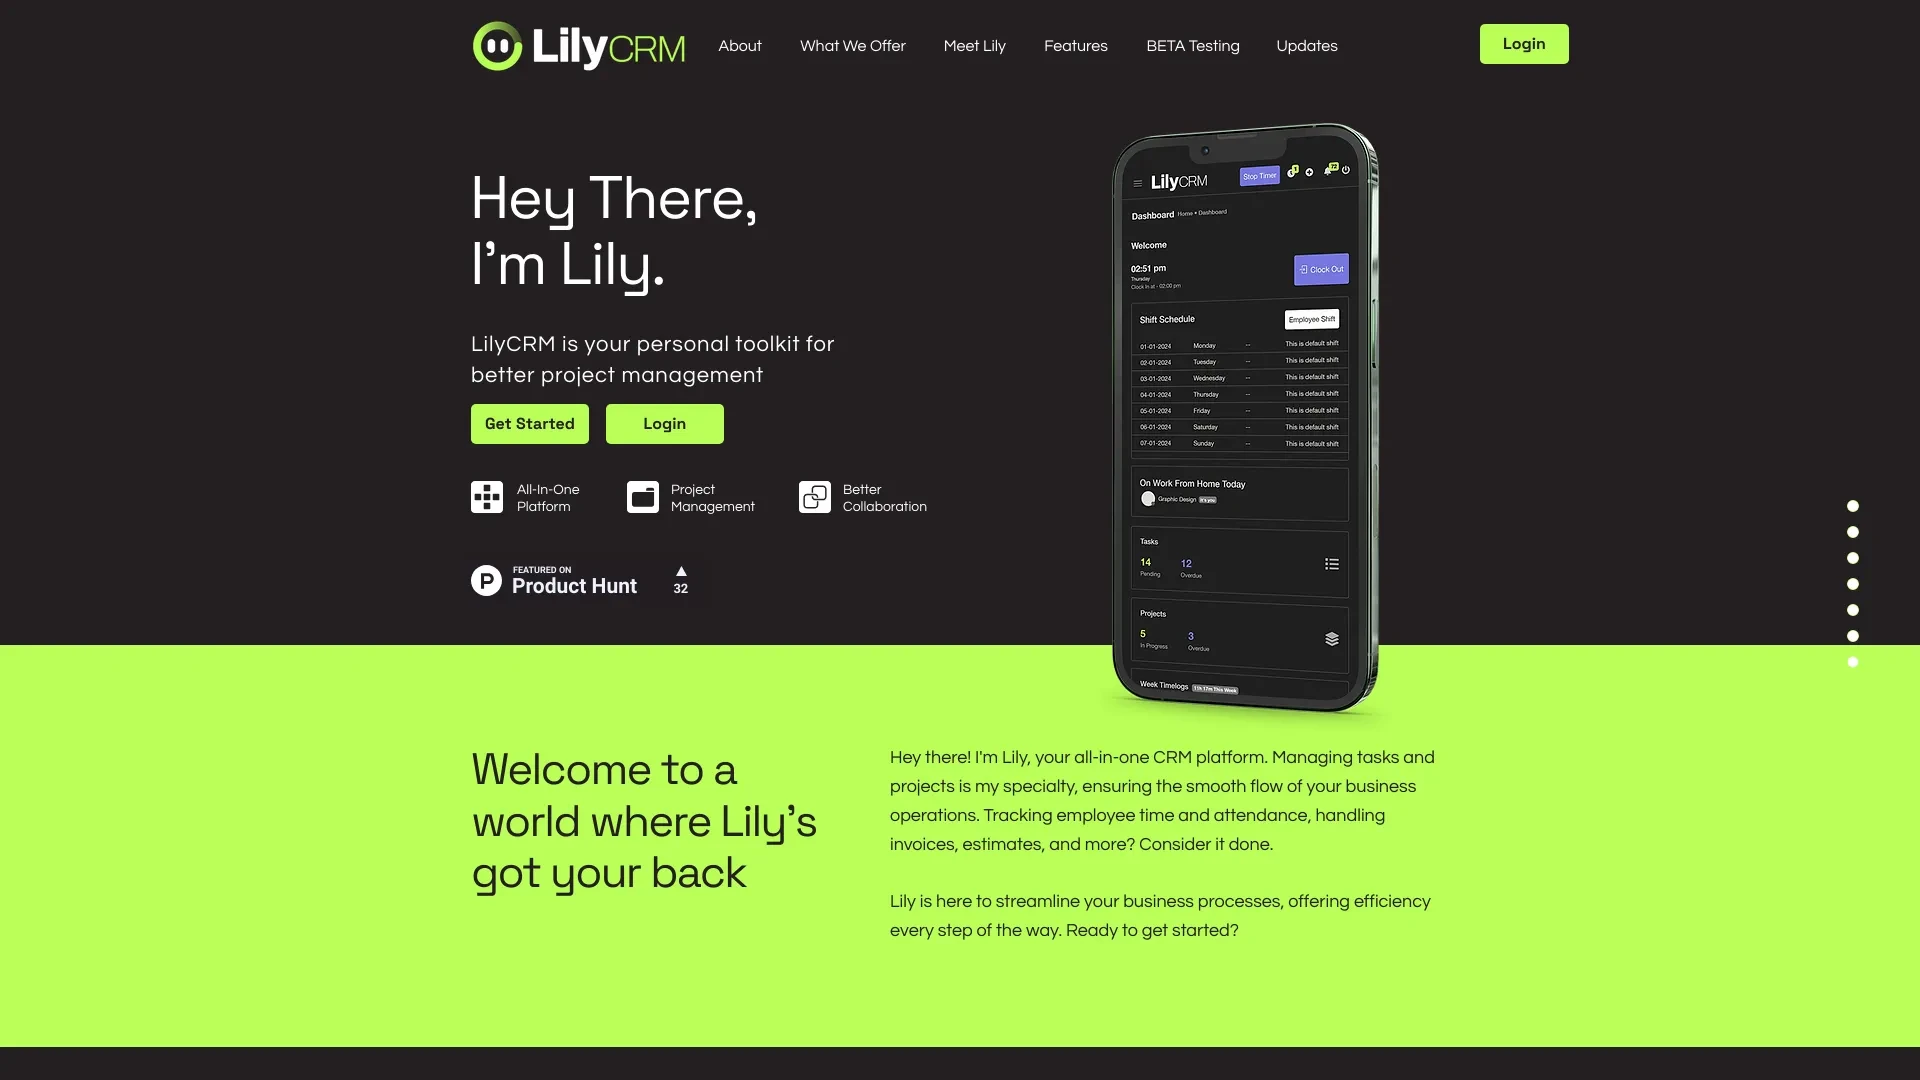 LilyCRM
About
What We Offer
Meet Lily
Features
BETA Testing
Updates
Login
Hey There,
I'm Lily.
LilyCRM is your personal toolkit for
better project management
Get Started
Login
All-In-One
Platform
Project
Management
Better
Collaboration
FEATURED ON
Product Hunt
32
LilyCRM
Stop Timer
72
Dashboard Home • Dashboard
Welcome
02:51 pm
Thursday
Clock In at - 02:00 pm
Clock Out
Shift Schedule
Employee Shift
01-01-2024 Monday -- This is default shift
02-01-2024 Tuesday -- This is default shift
03-01-2024 Wednesday -- This is default shift
04-01-2024 Thursday -- This is default shift
05-01-2024 Friday -- This is default shift
06-01-2024 Saturday -- This is default shift
07-01-2024 Sunday -- This is default shift
On Work From Home Today
Graphic Design It's you
Tasks
14 12
Pending Overdue
Projects
5 3
In Progress Overdue
Week Timelogs 11h 17m This Week
Welcome to a
world where Lily's
got your back
Hey there! I'm Lily, your all-in-one CRM platform. Managing tasks and
projects is my specialty, ensuring the smooth flow of your business
operations. Tracking employee time and attendance, handling
invoices, estimates, and more? Consider it done.
Lily is here to streamline your business processes, offering efficiency
every step of the way. Ready to get started?